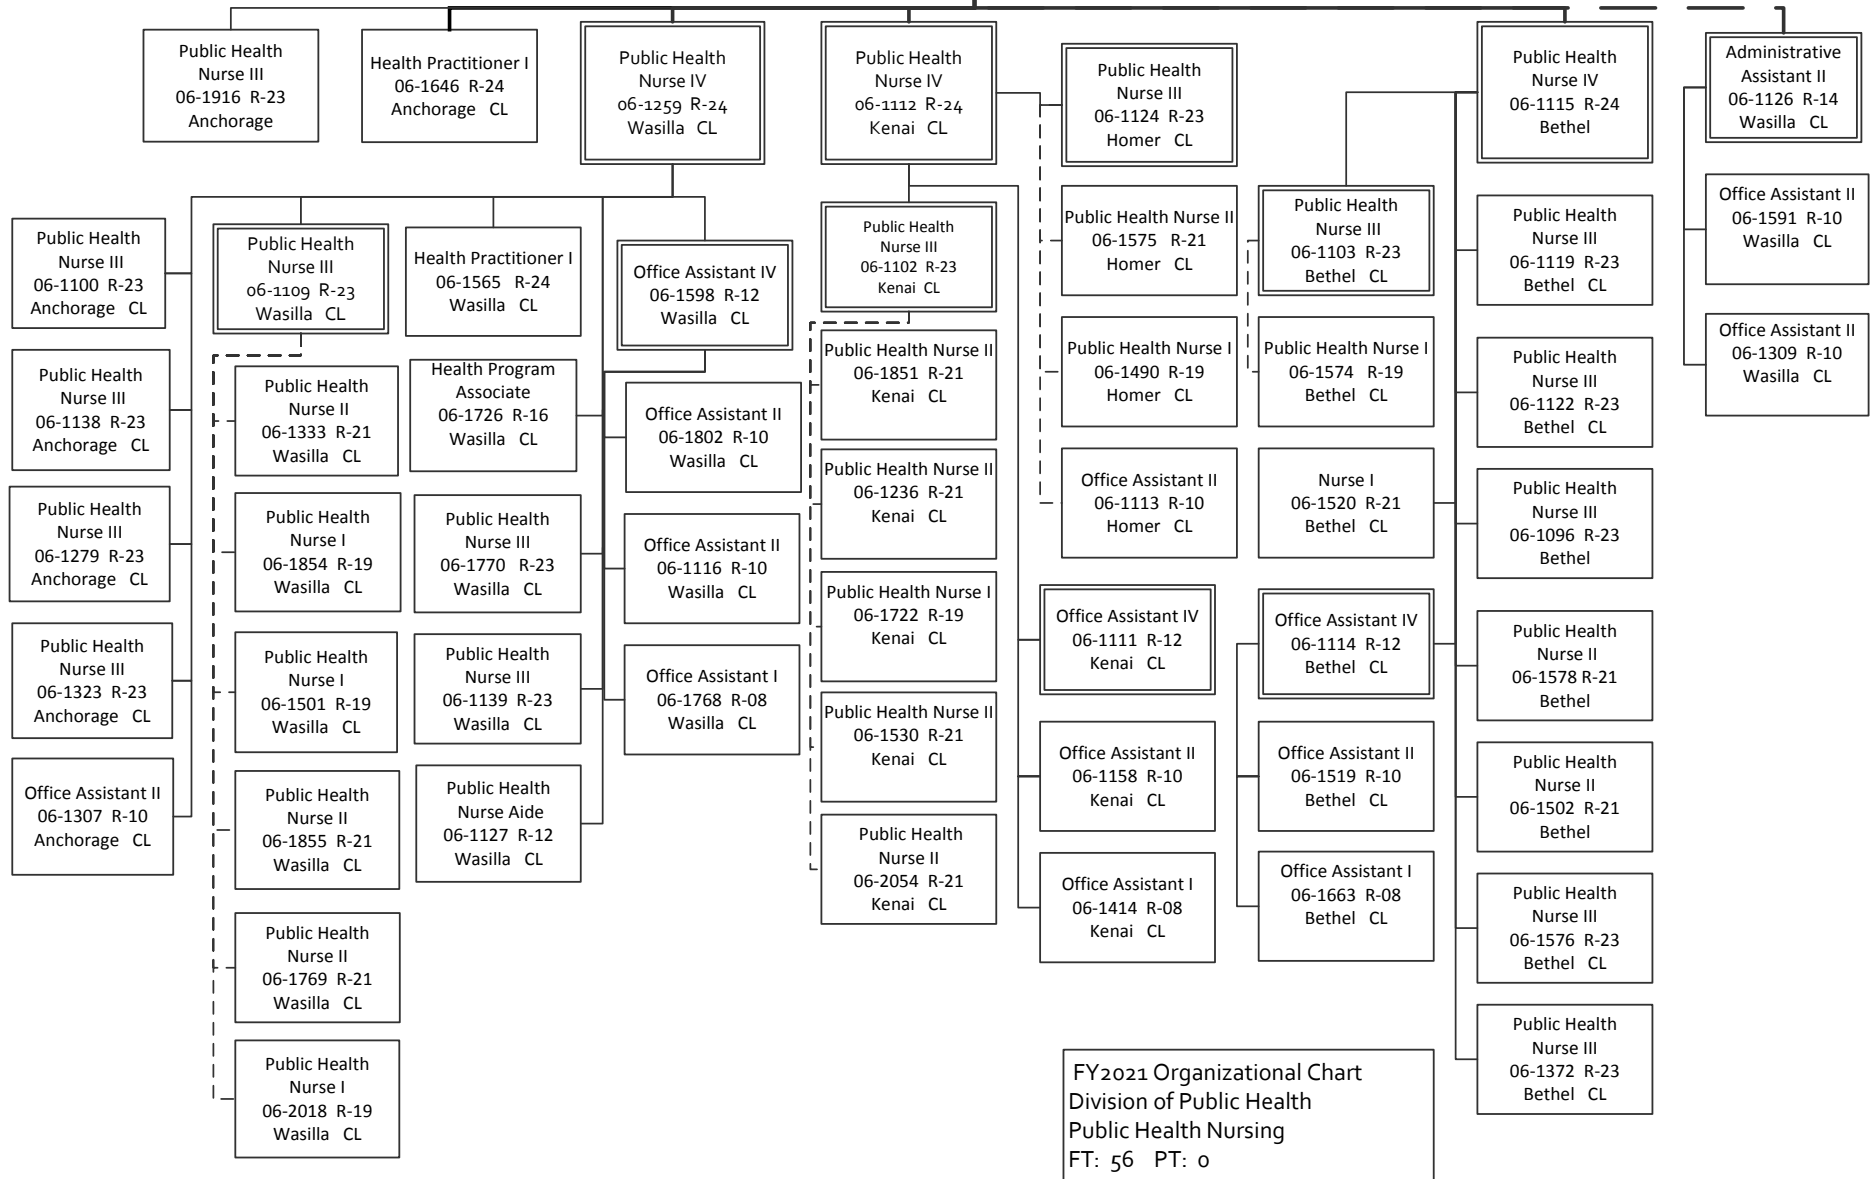 Public Health
Nurse III
06-1916 R-23
Anchorage
Health Practitioner I
06-1646 R-24
Anchorage CL
Public Health
Nurse IV
06-1259 R-24
Wasilla CL
Public Health
Nurse IV
06-1112 R-24
Kenai CL
Public Health
Nurse III
06-1124 R-23
Homer CL
Public Health
Nurse IV
06-1115 R-24
Bethel
Administrative
Assistant II
06-1126 R-14
Wasilla CL
Public Health
Nurse III
06-1100 R-23
Anchorage CL
Public Health
Nurse III
06-1138 R-23
Anchorage CL
Public Health
Nurse III
06-1279 R-23
Anchorage CL
Public Health
Nurse III
06-1323 R-23
Anchorage CL
Office Assistant II
06-1307 R-10
Anchorage CL
Public Health
Nurse III
06-1109 R-23
Wasilla CL
Public Health
Nurse II
06-1333 R-21
Wasilla CL
Public Health
Nurse I
06-1854 R-19
Wasilla CL
Public Health
Nurse I
06-1501 R-19
Wasilla CL
Public Health
Nurse II
06-1855 R-21
Wasilla CL
Public Health
Nurse II
06-1769 R-21
Wasilla CL
Public Health
Nurse I
06-2018 R-19
Wasilla CL
Health Practitioner I
06-1565 R-24
Wasilla CL
Health Program
Associate
06-1726 R-16
Wasilla CL
Public Health
Nurse III
06-1770 R-23
Wasilla CL
Public Health
Nurse III
06-1139 R-23
Wasilla CL
Public Health
Nurse Aide
06-1127 R-12
Wasilla CL
Office Assistant IV
06-1598 R-12
Wasilla CL
Office Assistant II
06-1802 R-10
Wasilla CL
Office Assistant II
06-1116 R-10
Wasilla CL
Office Assistant I
06-1768 R-08
Wasilla CL
Public Health
Nurse III
06-1102 R-23
Kenai CL
Public Health Nurse II
06-1851 R-21
Kenai CL
Public Health Nurse II
06-1236 R-21
Kenai CL
Public Health Nurse I
06-1722 R-19
Kenai CL
Public Health Nurse II
06-1530 R-21
Kenai CL
Public Health
Nurse II
06-2054 R-21
Kenai CL
Public Health Nurse II
06-1575 R-21
Homer CL
Public Health Nurse I
06-1490 R-19
Homer CL
Office Assistant II
06-1113 R-10
Homer CL
Office Assistant IV
06-1111 R-12
Kenai CL
Office Assistant II
06-1158 R-10
Kenai CL
Office Assistant I
06-1414 R-08
Kenai CL
Public Health
Nurse III
06-1103 R-23
Bethel CL
Public Health Nurse I
06-1574 R-19
Bethel CL
Nurse I
06-1520 R-21
Bethel CL
Office Assistant IV
06-1114 R-12
Bethel CL
Office Assistant II
06-1519 R-10
Bethel CL
Office Assistant I
06-1663 R-08
Bethel CL
Public Health
Nurse III
06-1119 R-23
Bethel CL
Public Health
Nurse III
06-1122 R-23
Bethel CL
Public Health
Nurse III
06-1096 R-23
Bethel
Public Health
Nurse II
06-1578 R-21
Bethel
Public Health
Nurse II
06-1502 R-21
Bethel
Public Health
Nurse III
06-1576 R-23
Bethel CL
Public Health
Nurse III
06-1372 R-23
Bethel CL
Office Assistant II
06-1591 R-10
Wasilla CL
Office Assistant II
06-1309 R-10
Wasilla CL
FY2021 Organizational Chart
Division of Public Health
Public Health Nursing
FT: 56 PT: 0